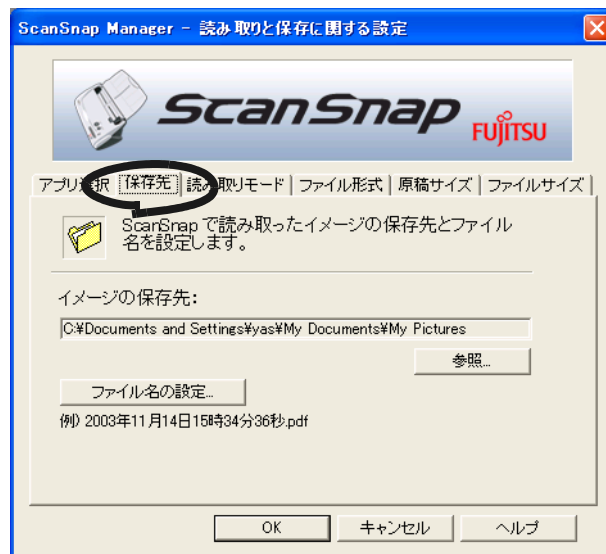 ScanSnap Manager - 読み取りと保存に関する設定
ScanSnap
FUJITSU
アプリ選択 保存先 読み取りモード ファイル形式 原稿サイズ ファイルサイズ
ScanSnap で読み取ったイメージの保存先とファイル
名を設定します。
イメージの保存先:
C:¥Documents and Settings¥yas¥My Documents¥My Pictures
参照...
ファイル名の設定...
例) 2003年11月14日15時34分36秒.pdf
OK キャンセル ヘルプ